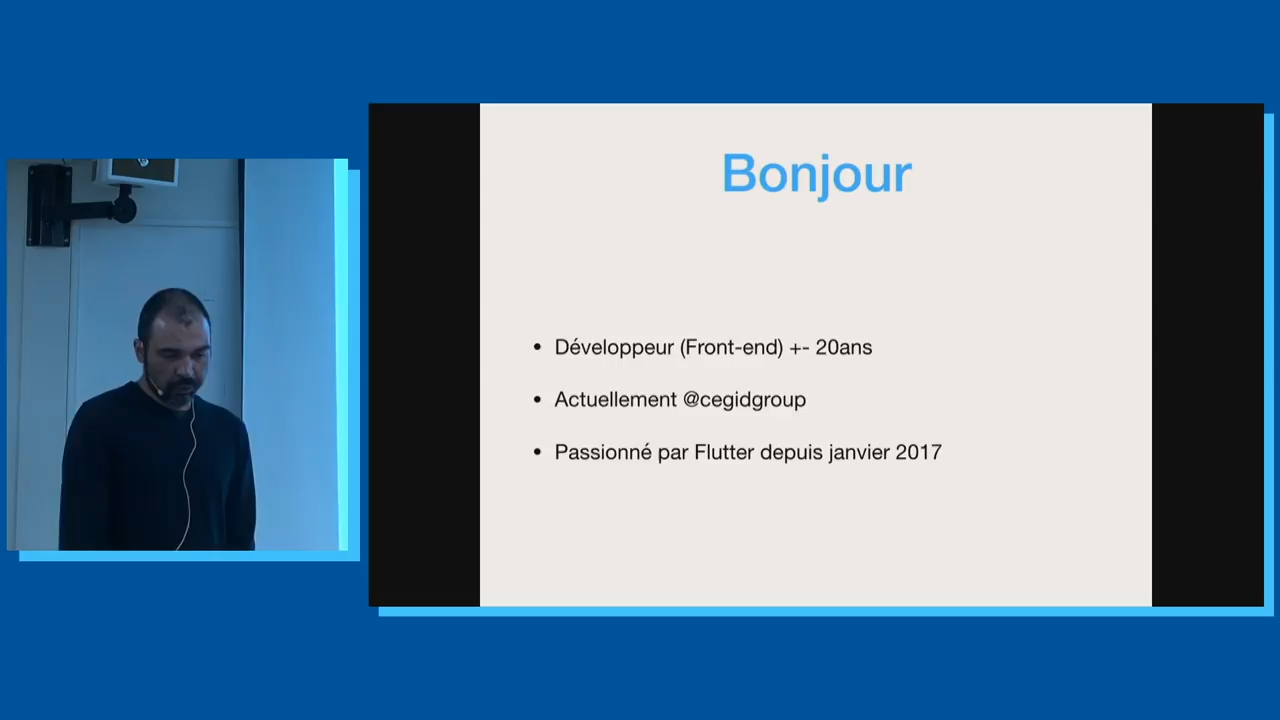 Bonjour
• Développeur (Front-end) +- 20ans
• Actuellement @cegidgroup
• Passionné par Flutter depuis janvier 2017